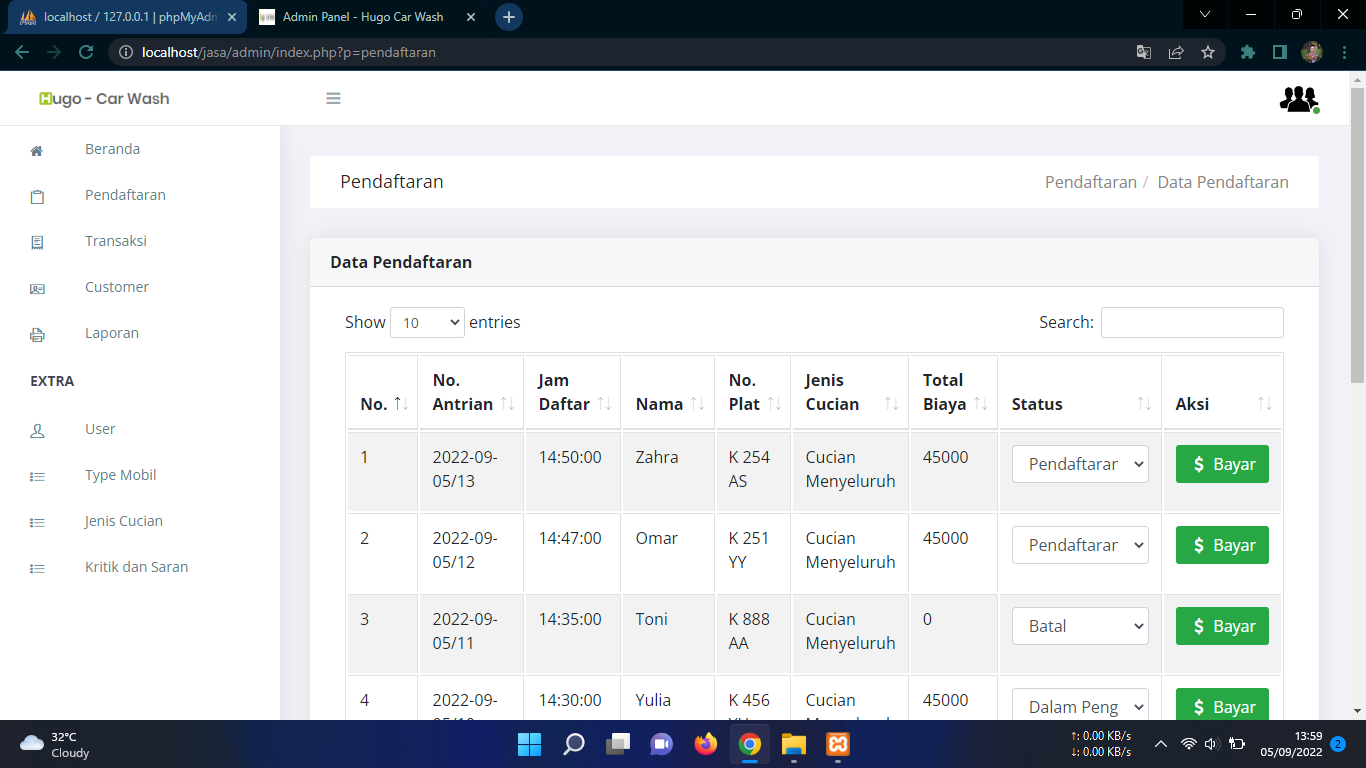 localhost / 127.0.0.1 | phpMyAdm
Admin Panel - Hugo Car Wash
localhost/jasa/admin/index.php?p=pendaftaran
Hugo - Car Wash
Beranda
Pendaftaran
Transaksi
Customer
Laporan
EXTRA
User
Type Mobil
Jenis Cucian
Kritik dan Saran
Pendaftaran
Pendaftaran / Data Pendaftaran
Data Pendaftaran
Show 10 entries
Search:
No. No. Antrian Jam Daftar Nama No. Plat Jenis Cucian Total Biaya Status Aksi
1 2022-09-05/13 14:50:00 Zahra K 254 AS Cucian Menyeluruh 45000 Pendaftarar $ Bayar
2 2022-09-05/12 14:47:00 Omar K 251 YY Cucian Menyeluruh 45000 Pendaftarar $ Bayar
3 2022-09-05/11 14:35:00 Toni K 888 AA Cucian Menyeluruh 0 Batal $ Bayar
4 2022-09- 14:30:00 Yulia K 456 Cucian 45000 Dalam Peng $ Bayar
32°C
Cloudy
↑: 0.00 KB/s
↓: 0.00 KB/s
13:59
05/09/2022
2